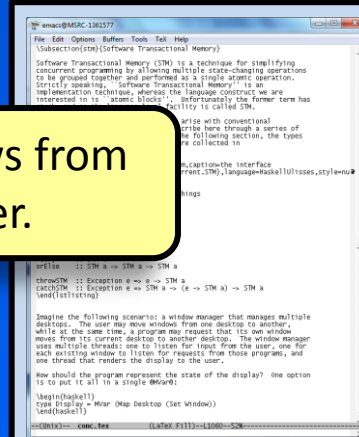 emacs@MSRC-1361577
File Edit Options Buffers Tools TeX Help
\Subsection{stm}{Software Transactional Memory}
Software Transactional Memory (STM) is a technique for simplifying
concurrent programming by allowing multiple state-changing operations
to be grouped together and performed as a single atomic operation.
Strictly speaking, ``Software Transactional Memory'' is an
implementation technique, whereas the language construct we are
interested in is ``atomic blocks''. Unfortunately the former term has
facility is called STM.
arise with conventional
cribe here through a series of
he following section, the types
re collected in
m,caption=the interface
rrent.STM},language=HaskellUlisses,style=nu
hings
s from
er.
orElse :: STM a -> STM a -> STM a
throwSTM :: Exception e => e -> STM a
catchSTM :: Exception e => STM a -> (e -> STM a) -> STM a
\end{lstlisting}
Imagine the following scenario: a window manager that manages multiple
desktops. The user may move windows from one desktop to another,
while at the same time, a program may request that its own window
moves from its current desktop to another desktop. The window manager
uses multiple threads: one to listen for input from the user, one for
each existing window to listen for requests from those programs, and
one thread that renders the display to the user.
How should the program represent the state of the display? One option
is to put it all in a single @MVar@:
\begin{haskell}
type Display = MVar (Map Desktop (Set Window))
\end{haskell}
--(Unix)-- conc.tex (LaTeX Fill)--L1060--52%